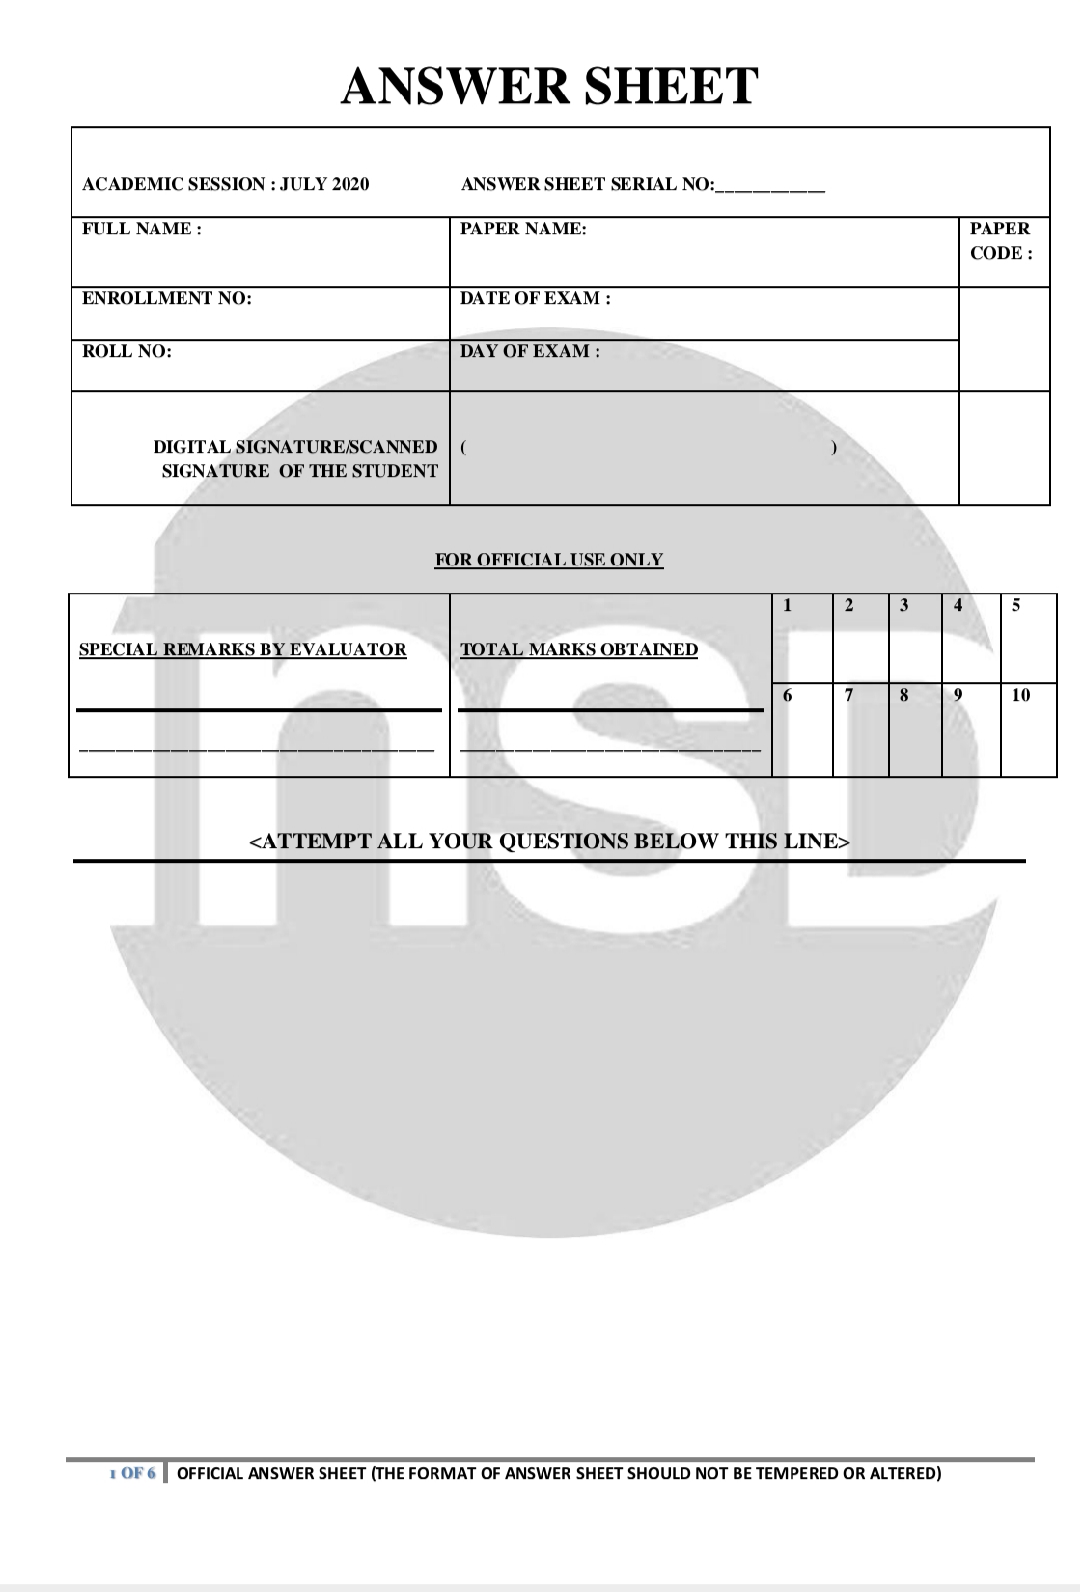 ANSWER SHEET
ACADEMIC SESSION : JULY 2020 ANSWER SHEET SERIAL NO:____________
FULL NAME : PAPER NAME: PAPER
CODE :
ENROLLMENT NO: DATE OF EXAM :
ROLL NO: DAY OF EXAM :
DIGITAL SIGNATURE/SCANNED ( )
SIGNATURE OF THE STUDENT
FOR OFFICIAL USE ONLY
1 2 3 4 5
SPECIAL REMARKS BY EVALUATOR TOTAL MARKS OBTAINED
6 7 8 9 10
nsd
<ATTEMPT ALL YOUR QUESTIONS BELOW THIS LINE>
1 OF 6 OFFICIAL ANSWER SHEET (THE FORMAT OF ANSWER SHEET SHOULD NOT BE TEMPERED OR ALTERED)